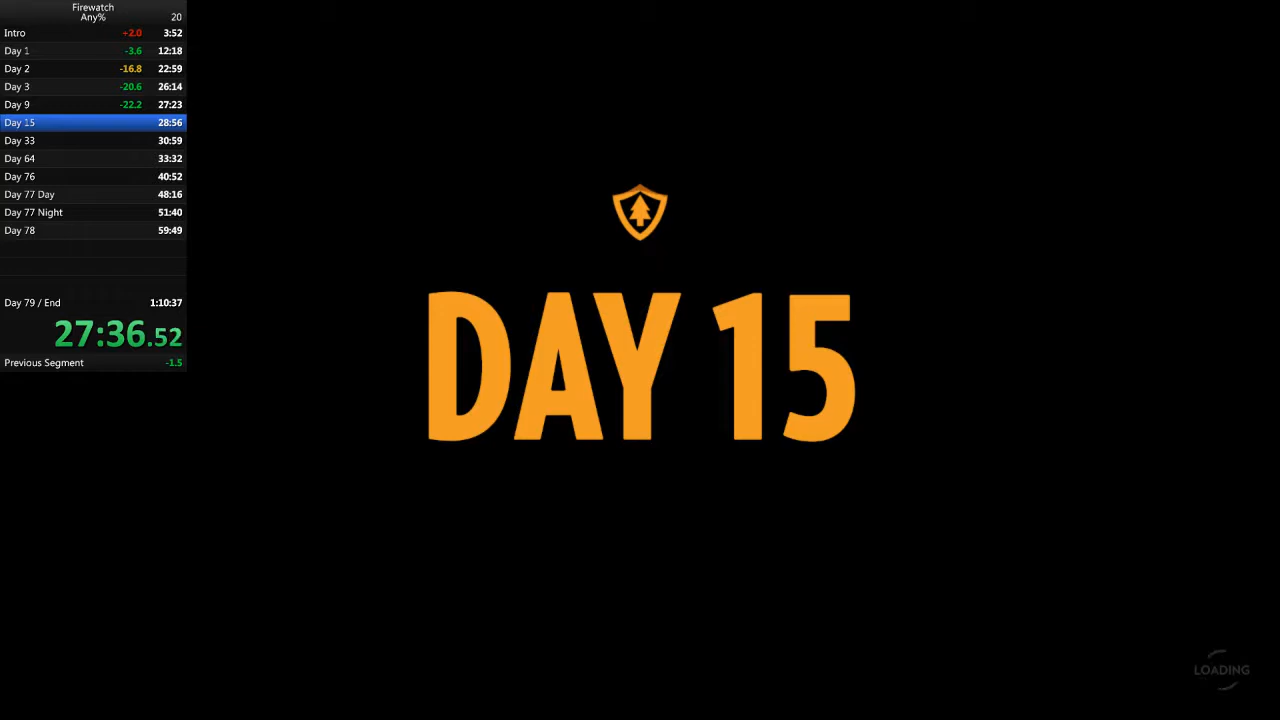 Firewatch
Any% 20
Intro +2.0 3:52
Day 1 -3.6 12:18
Day 2 -16.8 22:59
Day 3 -20.6 26:14
Day 9 -22.2 27:23
Day 15 28:56
Day 33 30:59
Day 64 33:32
Day 76 40:52
Day 77 Day 48:16
Day 77 Night 51:40
Day 78 59:49
Day 79 / End 1:10:37
27:36.52
Previous Segment -1.5
DAY 15
LOADING